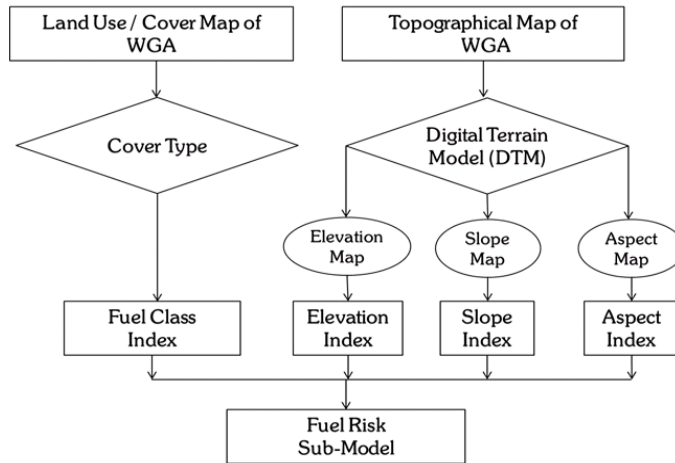 Land Use / Cover Map of
WGA
Topographical Map of
WGA
Cover Type
Digital Terrain
Model (DTM)
Elevation
Map
Slope
Map
Aspect
Map
Fuel Class
Index
Elevation
Index
Slope
Index
Aspect
Index
Fuel Risk
Sub-Model